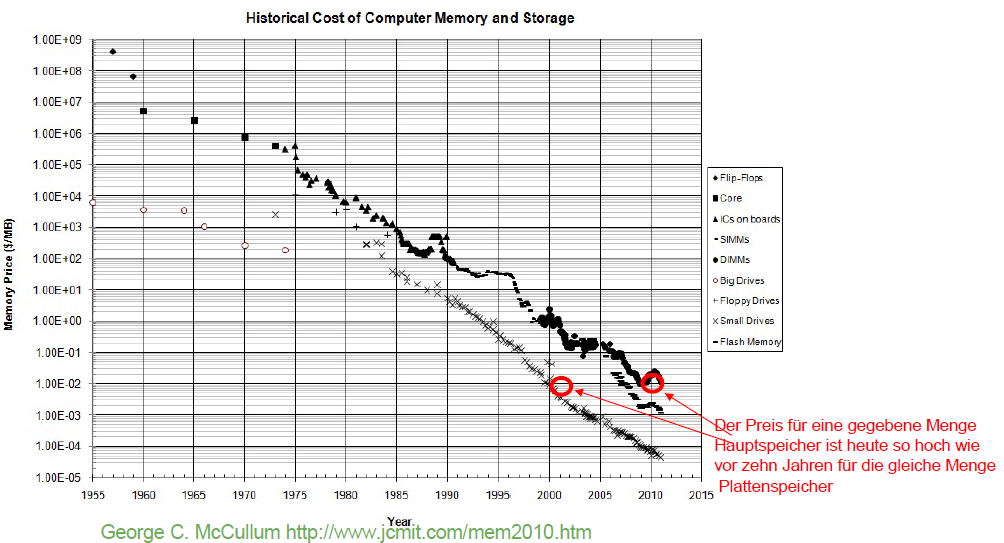 Historical Cost of Computer Memory and Storage
Memory Price ($/MB)
1.00E+09
1.00E+08
1.00E+07
1.00E+06
1.00E+05
1.00E+04
1.00E+03
1.00E+02
1.00E+01
1.00E+00
1.00E-01
1.00E-02
1.00E-03
1.00E-04
1.00E-05
1955 1960 1965 1970 1975 1980 1985 1990 1995 2000 2005 2010 2015
Year
Flip-Flops
Core
ICs on boards
SIMMs
DIMMs
Big Drives
Floppy Drives
Small Drives
Flash Memory
Der Preis für eine gegebene Menge
Hauptspeicher ist heute so hoch wie
vor zehn Jahren für die gleiche Menge
Plattenspeicher
George C. McCullum http://www.jcmit.com/mem2010.htm